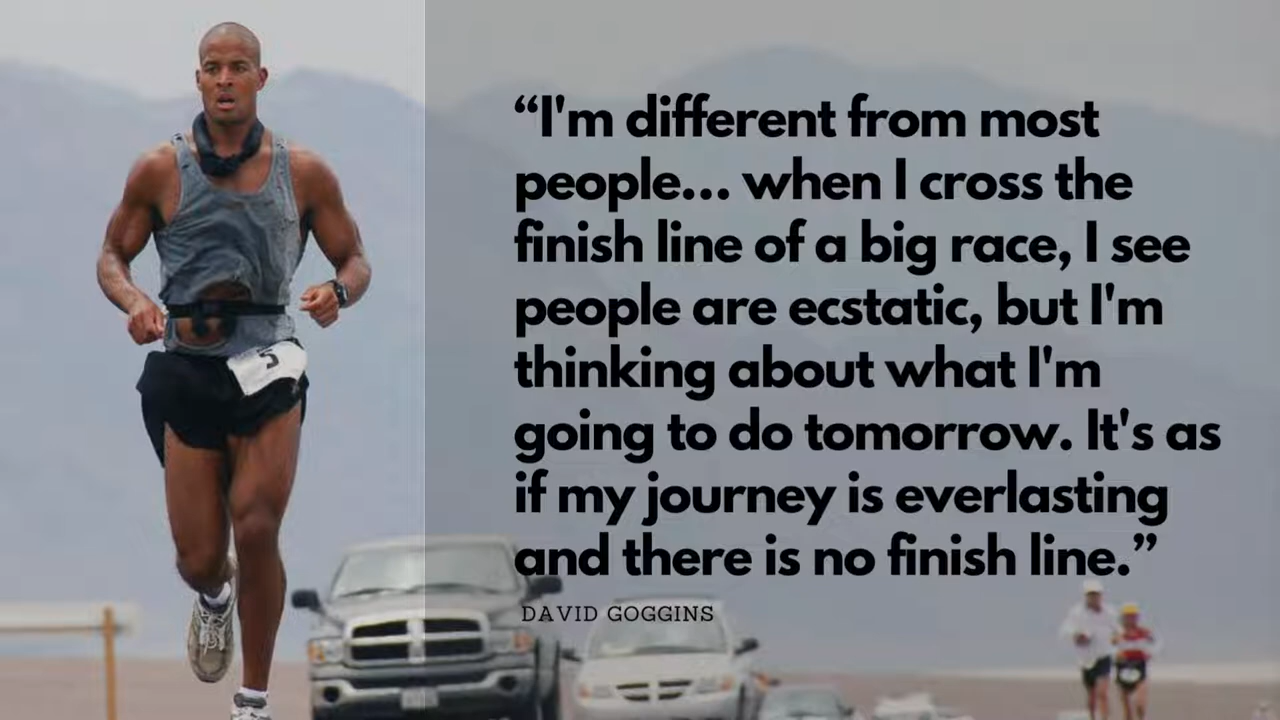 “I'm different from most
people... when I cross the
finish line of a big race, I see
people are ecstatic, but I'm
thinking about what I'm
going to do tomorrow. It's as
if my journey is everlasting
and there is no finish line.”
DAVID GOGGINS
5